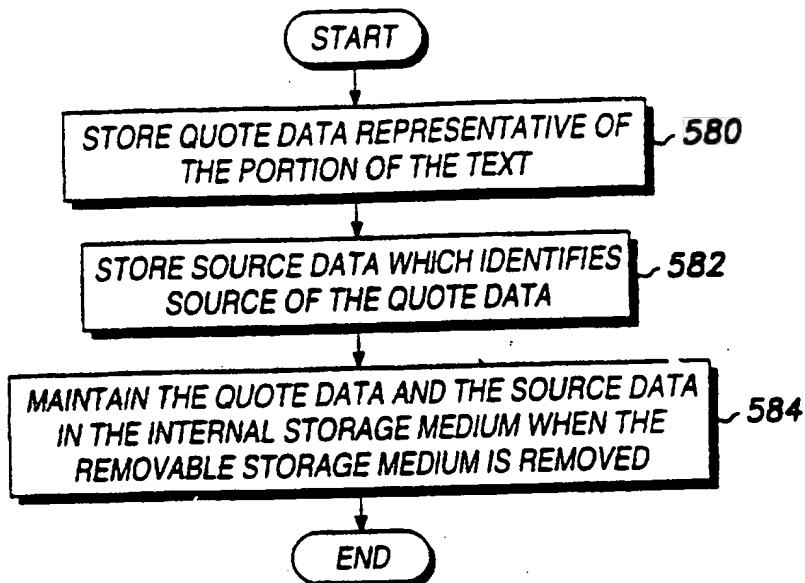 START
STORE QUOTE DATA REPRESENTATIVE OF
THE PORTION OF THE TEXT
580
STORE SOURCE DATA WHICH IDENTIFIES
SOURCE OF THE QUOTE DATA
582
MAINTAIN THE QUOTE DATA AND THE SOURCE DATA
IN THE INTERNAL STORAGE MEDIUM WHEN THE
REMOVABLE STORAGE MEDIUM IS REMOVED
584
END